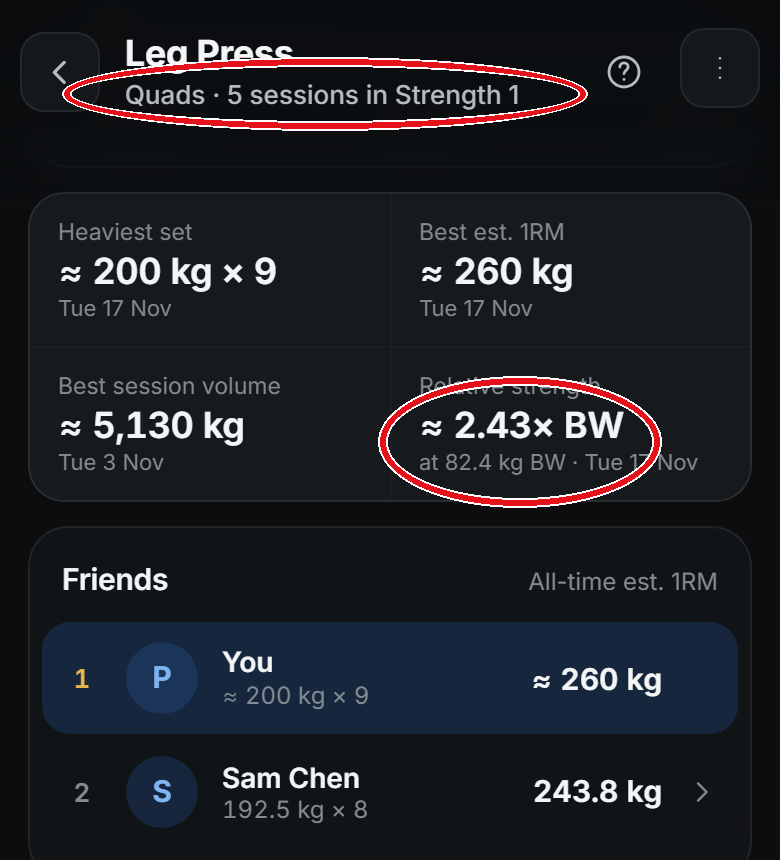 Leg Press
Quads · 5 sessions in Strength 1
Heaviest set
≈ 200 kg × 9
Tue 17 Nov
Best est. 1RM
≈ 260 kg
Tue 17 Nov
Best session volume
≈ 5,130 kg
Tue 3 Nov
Relative strength
≈ 2.43× BW
at 82.4 kg BW · Tue 17 Nov
Friends
All-time est. 1RM
1
P
You
≈ 200 kg × 9
≈ 260 kg
2
S
Sam Chen
192.5 kg × 8
243.8 kg